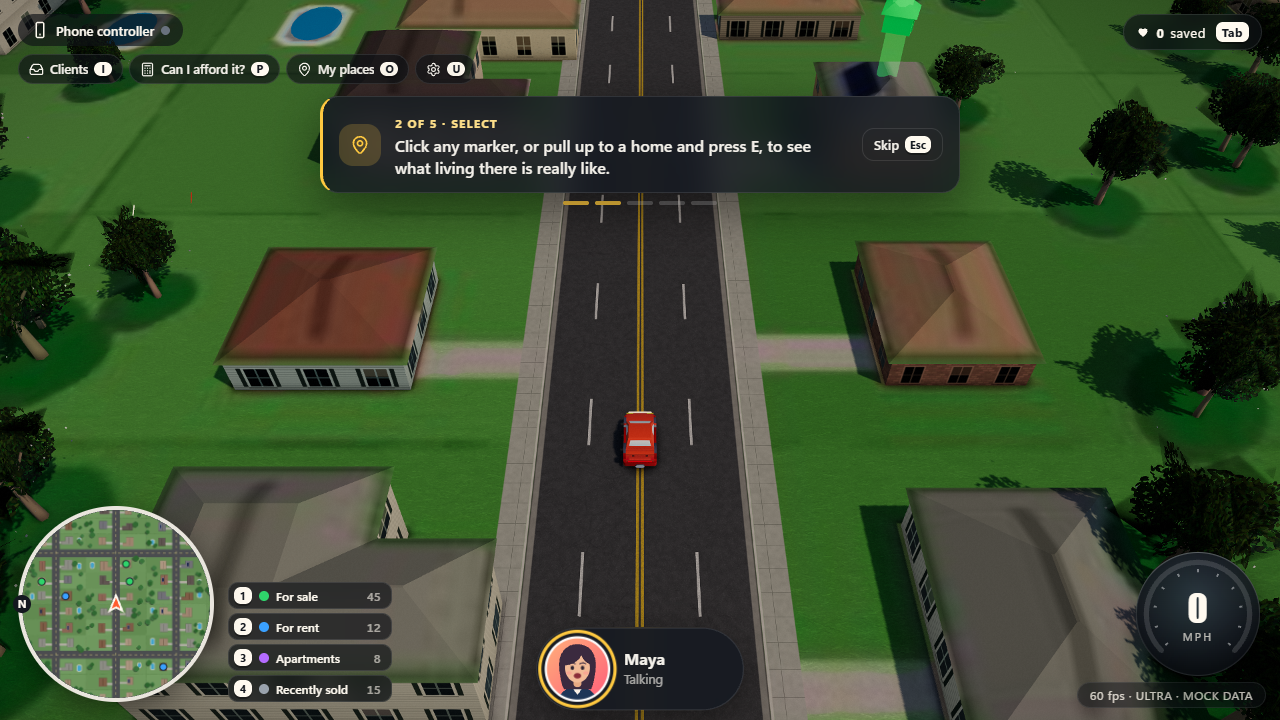 Phone controller
0 saved Tab
Clients I
Can I afford it? P
My places O
U
2 OF 5 · SELECT
Click any marker, or pull up to a home and press E, to see
what living there is really like.
Skip Esc
N
1 For sale 45
2 For rent 12
3 Apartments 8
4 Recently sold 15
Maya
Talking
0
MPH
60 fps · ULTRA · MOCK DATA